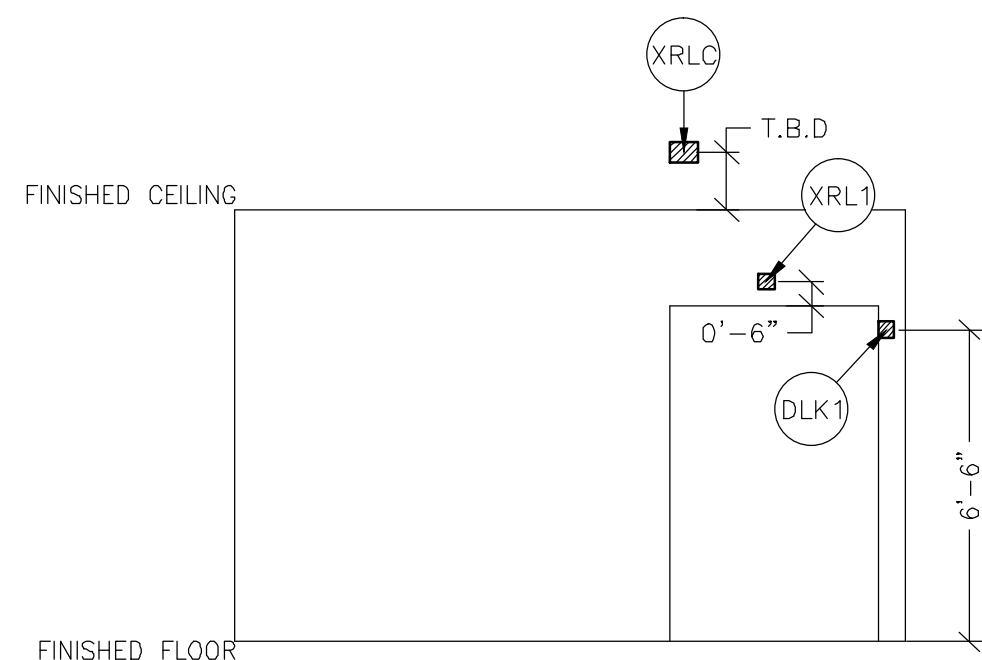 XRLC
T.B.D
FINISHED CEILING
XRL1
0'-6"
DLK1
6'-6"
FINISHED FLOOR